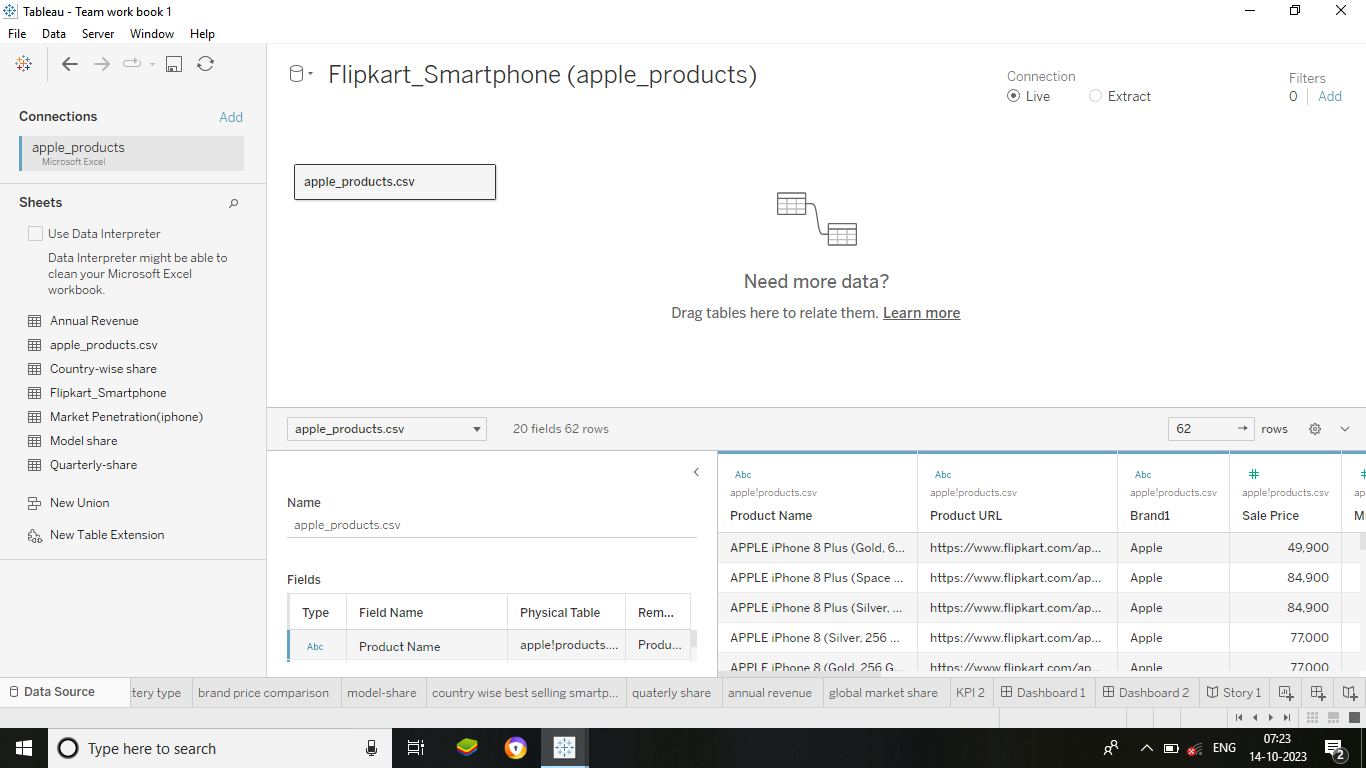 Tableau - Team work book 1
File Data Server Window Help
Connections Add
apple_products
Microsoft Excel
Sheets
Use Data Interpreter
Data Interpreter might be able to
clean your Microsoft Excel
workbook.
Annual Revenue
apple_products.csv
Country-wise share
Flipkart_Smartphone
Market Penetration(iphone)
Model share
Quarterly-share
New Union
New Table Extension
Flipkart_Smartphone (apple_products)
Connection
Live Extract
Filters
0 Add
apple_products.csv
Need more data?
Drag tables here to relate them. Learn more
apple_products.csv 20 fields 62 rows 62 rows
Name
apple_products.csv
Fields
Type Field Name Physical Table Rem...
Abc Product Name apple!products.... Produ...
Abc Abc Abc #
apple!products.csv apple!products.csv apple!products.csv apple!products.csv ap
Product Name Product URL Brand1 Sale Price M
APPLE iPhone 8 Plus (Gold, 6... https://www.flipkart.com/ap... Apple 49,900
APPLE iPhone 8 Plus (Space ... https://www.flipkart.com/ap... Apple 84,900
APPLE iPhone 8 Plus (Silver, ... https://www.flipkart.com/ap... Apple 84,900
APPLE iPhone 8 (Silver, 256 ... https://www.flipkart.com/ap... Apple 77,000
APPLE iPhone 8 (Gold, 256 G... https://www.flipkart.com/ap... Apple 77,000
Data Source tery type brand price comparison model-share country wise best selling smartp... quaterly share annual revenue global market share KPI 2 Dashboard 1 Dashboard 2 Story 1
Type here to search
ENG
07:23
14-10-2023
2